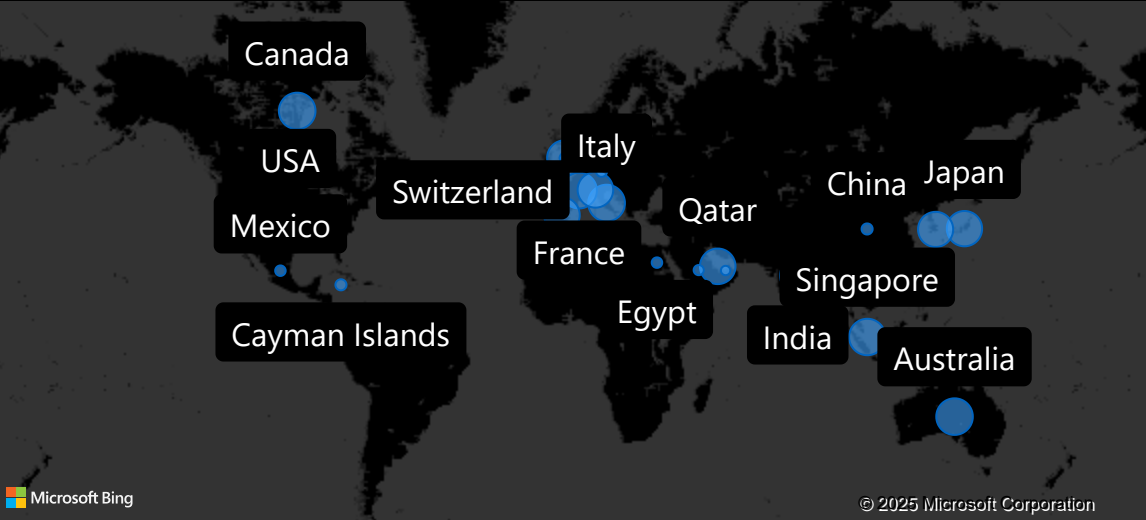 Canada
USA
Mexico
Cayman Islands
Italy
Switzerland
France
Egypt
Qatar
China
Japan
Singapore
India
Australia
Microsoft Bing
© 2025 Microsoft Corporation